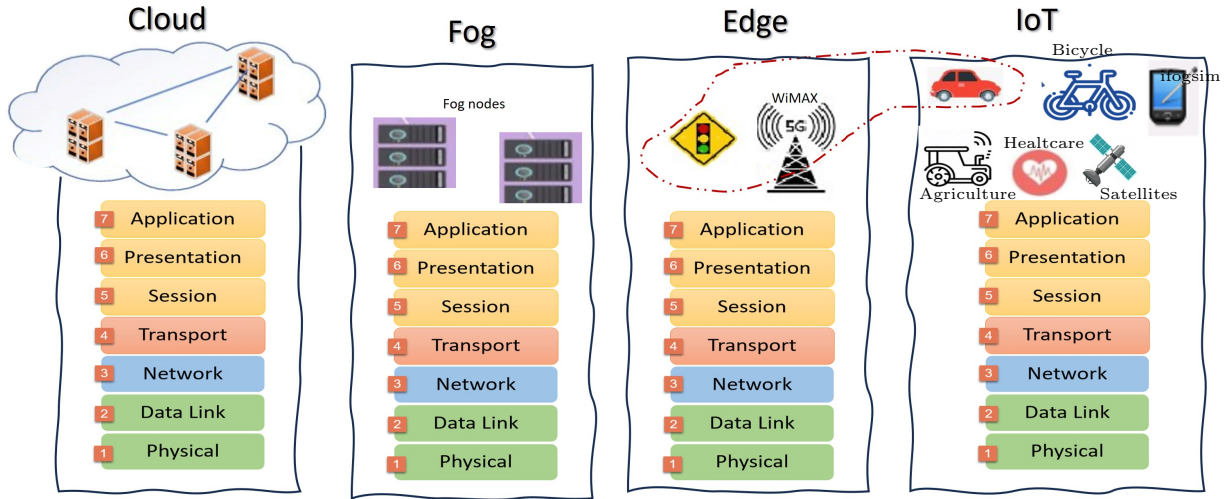 Cloud
7 Application
6 Presentation
5 Session
4 Transport
3 Network
2 Data Link
1 Physical
Fog
Fog nodes
7 Application
6 Presentation
5 Session
4 Transport
3 Network
2 Data Link
1 Physical
Edge
WiMAX
5G
7 Application
6 Presentation
5 Session
4 Transport
3 Network
2 Data Link
1 Physical
IoT
Bicycle
ifogsim
Healtcare
Agriculture
Satellites
7 Application
6 Presentation
5 Session
4 Transport
3 Network
2 Data Link
1 Physical